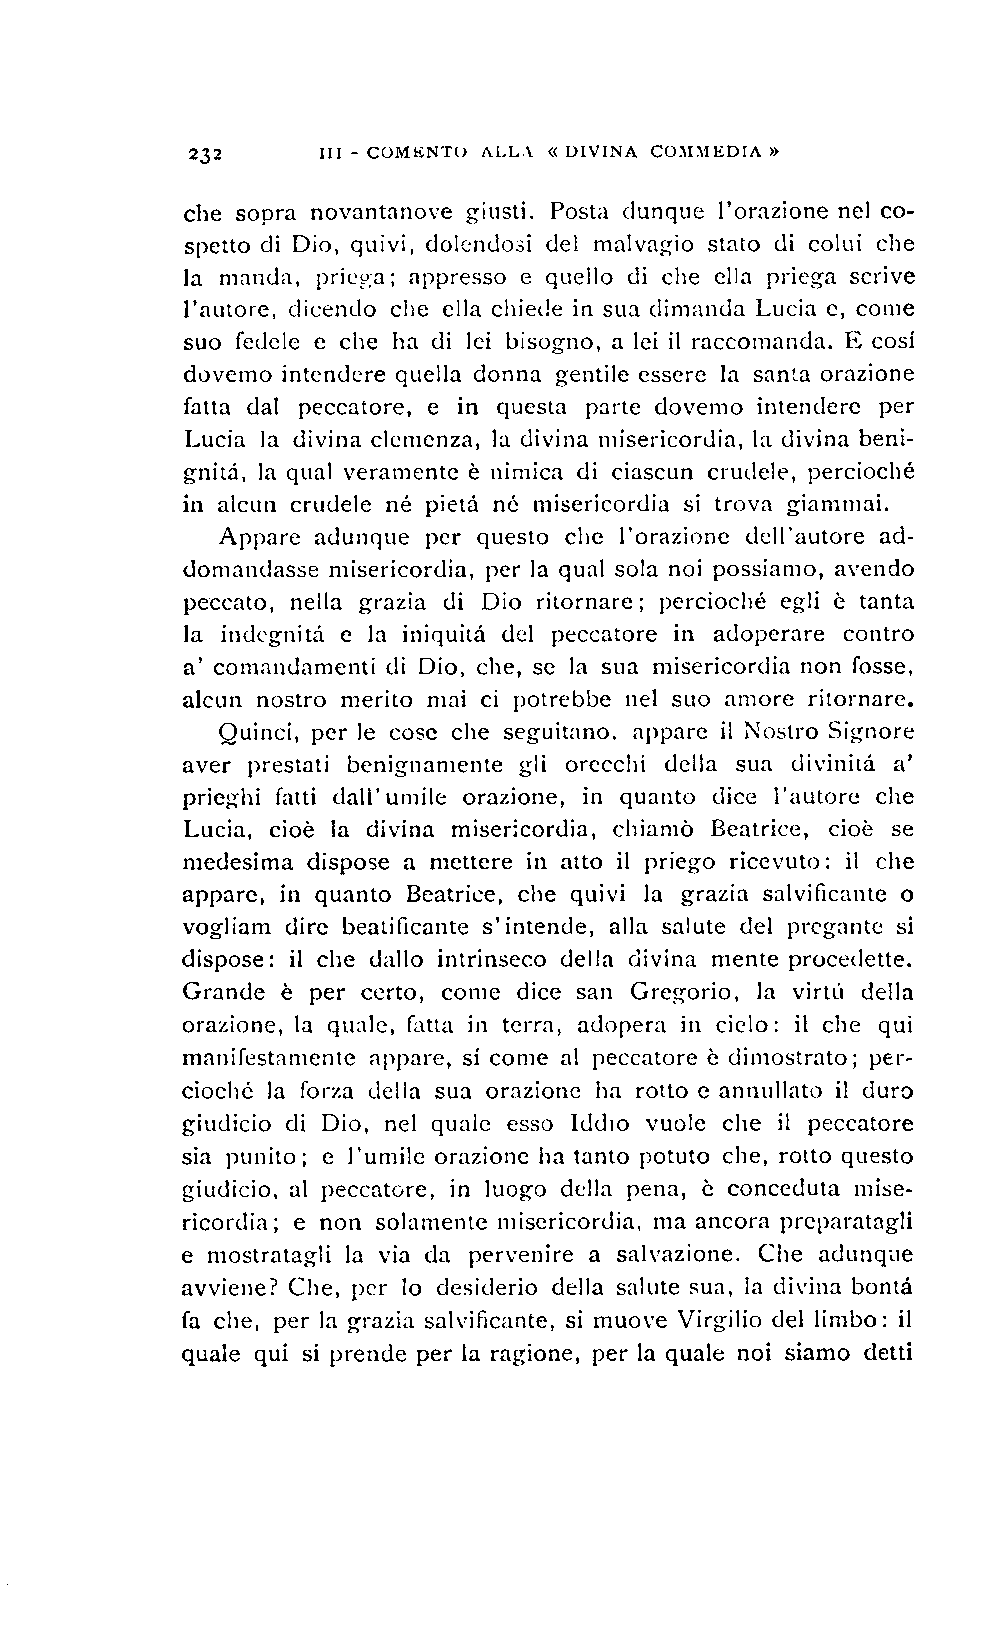 232 III - COMENTO ALLA « DIVINA COMMEDIA »
che sopra novantanove giusti. Posta dunque l'orazione nel co-
spetto di Dio, quivi, dolendosi del malvagio stato di colui che
la manda, priega; appresso e quello di che ella priega scrive
l'autore, dicendo che ella chiede in sua dimanda Lucia e, come
suo fedele e che ha di lei bisogno, a lei il raccomanda. E cosí
dovemo intendere quella donna gentile essere la santa orazione
fatta dal peccatore, e in questa parte dovemo intendere per
Lucia la divina clemenza, la divina misericordia, la divina beni-
gnitá, la qual veramente è nimica di ciascun crudele, percioché
in alcun crudele né pietá né misericordia si trova giammai.
Appare adunque per questo che l'orazione dell'autore ad-
domandasse misericordia, per la qual sola noi possiamo, avendo
peccato, nella grazia di Dio ritornare; percioché egli è tanta
la indegnitá e la iniquitá del peccatore in adoperare contro
a' comandamenti di Dio, che, se la sua misericordia non fosse,
alcun nostro merito mai ci potrebbe nel suo amore ritornare.
Quinci, per le cose che seguitano, appare il Nostro Signore
aver prestati benignamente gli orecchi della sua divinitá a'
prieghi fatti dall'umile orazione, in quanto dice l'autore che
Lucia, cioè la divina misericordia, chiamò Beatrice, cioè se
medesima dispose a mettere in atto il priego ricevuto: il che
appare, in quanto Beatrice, che quivi la grazia salvificante o
vogliam dire beatificante s'intende, alla salute del pregante si
dispose: il che dallo intrinseco della divina mente procedette.
Grande è per certo, come dice san Gregorio, la virtú della
orazione, la quale, fatta in terra, adopera in cielo: il che qui
manifestamente appare, sí come al peccatore è dimostrato; per-
cioché la forza della sua orazione ha rotto e annullato il duro
giudicio di Dio, nel quale esso Iddio vuole che il peccatore
sia punito; e l'umile orazione ha tanto potuto che, rotto questo
giudicio, al peccatore, in luogo della pena, è conceduta mise-
ricordia; e non solamente misericordia, ma ancora preparatagli
e mostratagli la via da pervenire a salvazione. Che adunque
avviene? Che, per lo desiderio della salute sua, la divina bontá
fa che, per la grazia salvificante, si muove Virgilio del limbo: il
quale qui si prende per la ragione, per la quale noi siamo detti